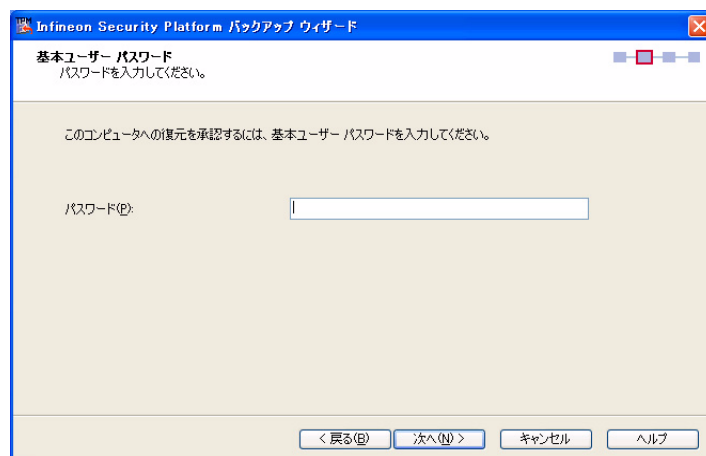 Infineon Security Platform バックアップ ウィザード
基本ユーザー パスワード
パスワードを入力してください。
このコンピュータへの復元を承認するには、基本ユーザー パスワードを入力してください。
パスワード(P):
< 戻る(B) 次へ(N) > キャンセル ヘルプ